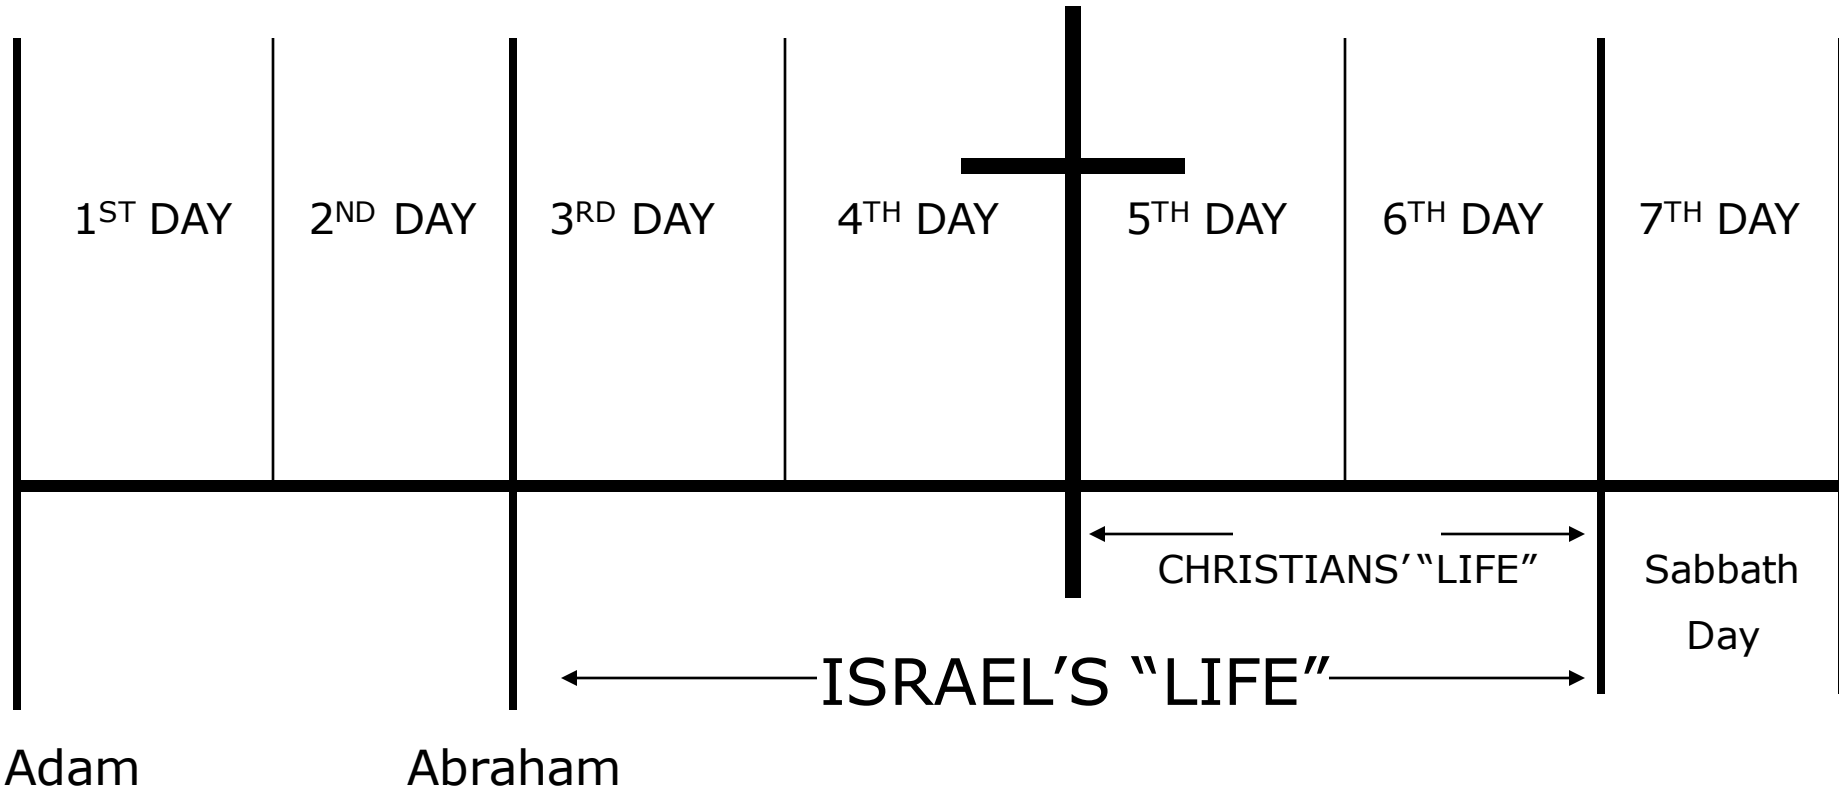 1ST DAY 2ND DAY 3RD DAY 4TH DAY 5TH DAY 6TH DAY 7TH DAY
CHRISTIANS’“LIFE” Sabbath
Day
ISRAEL’S “LIFE”
Adam Abraham